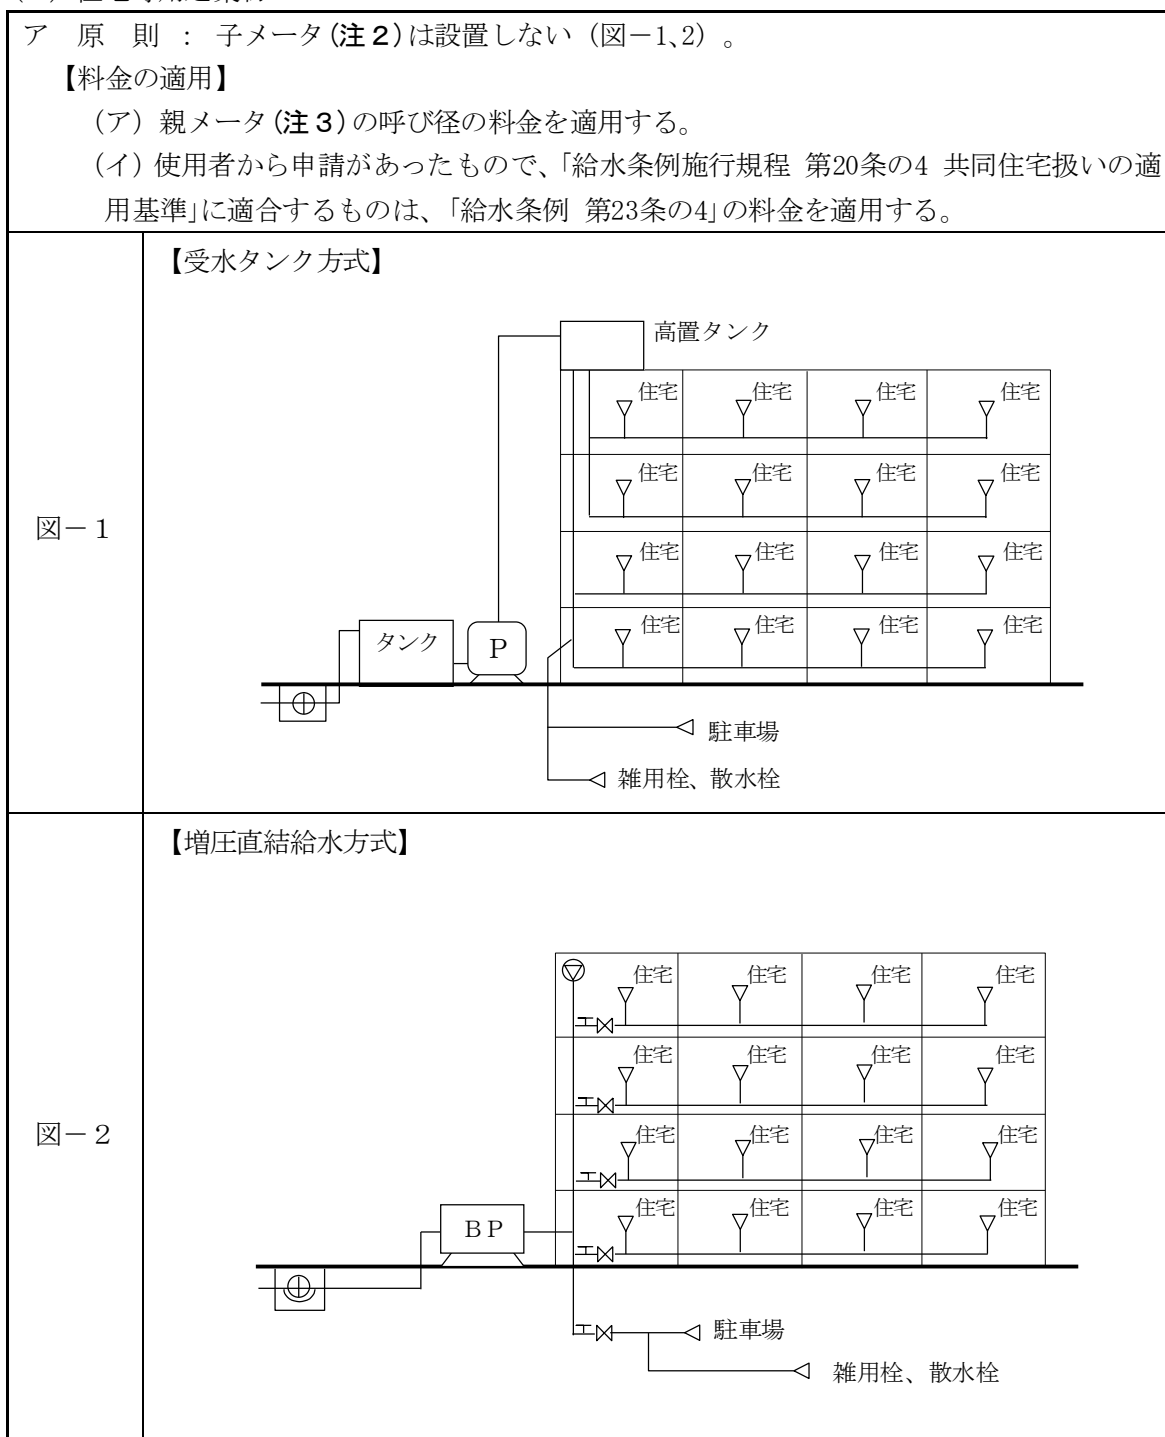 ア 原 則 : 子メータ(注2)は設置しない (図－1､2) 。
【料金の適用】
(ア) 親メータ(注3)の呼び径の料金を適用する。
(イ) 使用者から申請があったもので、「給水条例施行規程 第20条の4 共同住宅扱いの適
用基準」に適合するものは、「給水条例 第23条の4」の料金を適用する。
図－1
【受水タンク方式】
高置タンク
住宅 住宅 住宅 住宅
住宅 住宅 住宅 住宅
住宅 住宅 住宅 住宅
住宅 住宅 住宅 住宅
タンク
P
駐車場
雑用栓、散水栓
図－2
【増圧直結給水方式】
住宅 住宅 住宅 住宅
住宅 住宅 住宅 住宅
住宅 住宅 住宅 住宅
住宅 住宅 住宅 住宅
BP
駐車場
雑用栓、散水栓